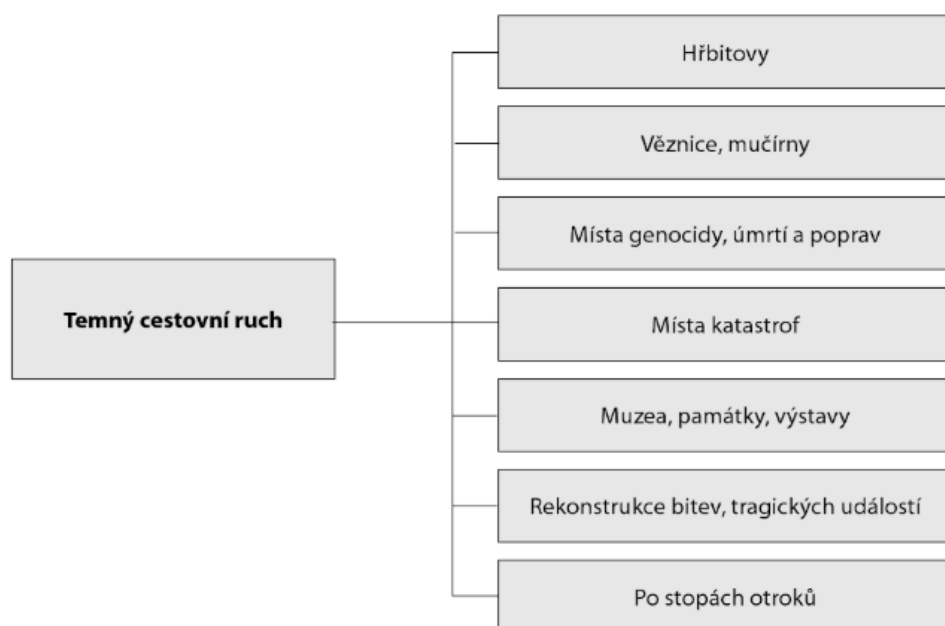 Hřbitovy
Věznice, mučírny
Místa genocidy, úmrtí a poprav
Temný cestovní ruch
Místa katastrof
Muzea, památky, výstavy
Rekonstrukce bitev, tragických událostí
Po stopách otroků